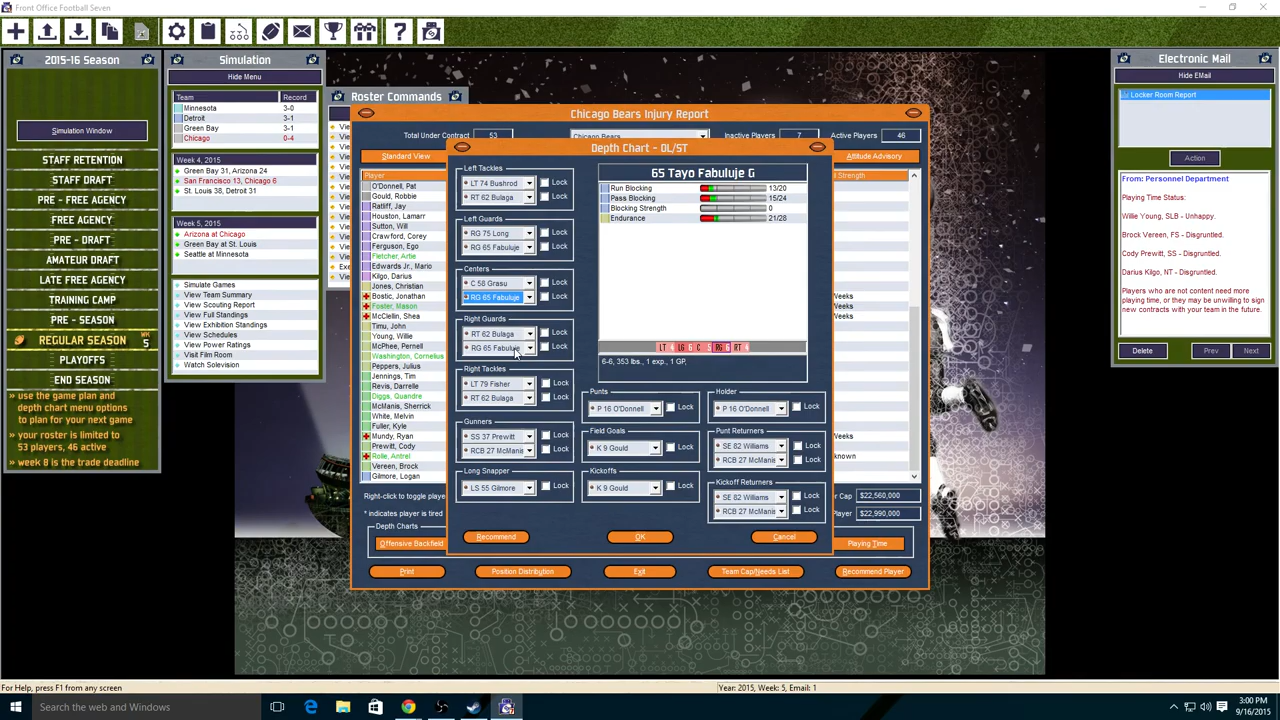 Front Office Football Seven
2015-16 Season
Simulation Window
STAFF RETENTION
STAFF DRAFT
PRE - FREE AGENCY
FREE AGENCY
PRE - DRAFT
AMATEUR DRAFT
LATE FREE AGENCY
TRAINING CAMP
PRE - SEASON
REGULAR SEASON WK 5
PLAYOFFS
END SEASON
» use the game plan and
depth chart menu options
to plan for your next game
» your roster is limited to
53 players, 46 active
» week 8 is the trade deadline
Simulation
Hide Menu
Team Record
Minnesota 3-0
Detroit 3-1
Green Bay 3-1
Chicago 0-4
Week 4, 2015
Green Bay 31, Arizona 24
San Francisco 13, Chicago 6
St. Louis 38, Detroit 31
Week 5, 2015
Arizona at Chicago
Green Bay at St. Louis
Seattle at Minnesota
Simulate Games
View Team Summary
View Scouting Report
View Full Standings
View Exhibition Standings
View Schedules
View Power Ratings
Visit Film Room
Watch Solevision
Roster Commands
Chicago Bears Injury Report
Total Under Contract 53
Chicago Bears
Inactive Players 7
Active Players 46
Standard View
Attitude Advisory
Player
O'Donnell, Pat
Gould, Robbie
Ratliff, Jay
Houston, Lamarr
Sutton, Will
Crawford, Corey
Ferguson, Ego
Fletcher, Artie
Edwards Jr., Mario
Kilgo, Darius
Jones, Christian
Bostic, Jonathan
Foster, Mason
McClellin, Shea
Timu, John
Young, Willie
McPhee, Pernell
Washington, Cornelius
Peppers, Julius
Jennings, Tim
Revis, Darrelle
Diggs, Quandre
McManis, Sherrick
White, Melvin
Fuller, Kyle
Mundy, Ryan
Prewitt, Cody
Rolle, Antrel
Vereen, Brock
Gilmore, Logan
Strength
Weeks
Weeks
Weeks
known
Right-click to toggle playe
* indicates player is tired
Cap $22,560,000
Player $22,990,000
Depth Charts
Offensive Backfield
Playing Time
Print
Position Distribution
Exit
Team Cap/Needs List
Recommend Player
Depth Chart - OL/ST
Left Tackles
LT 74 Bushrod Lock
RT 62 Bulaga Lock
Left Guards
RG 75 Long Lock
RG 65 Fabuluje Lock
Centers
C 58 Grasu Lock
RG 65 Fabuluje Lock
Right Guards
RT 62 Bulaga Lock
RG 65 Fabuluje Lock
Right Tackles
LT 79 Fisher Lock
RT 62 Bulaga Lock
Gunners
SS 37 Prewitt Lock
RCB 27 McManis Lock
Long Snapper
LS 55 Gilmore Lock
65 Tayo Fabuluje G
Run Blocking 13/20
Pass Blocking 15/24
Blocking Strength 0
Endurance 21/28
6-6, 353 lbs., 1 exp., 1 GP,
Punts
P 16 O'Donnell Lock
Field Goals
K 9 Gould Lock
Kickoffs
K 9 Gould Lock
Holder
P 16 O'Donnell Lock
Punt Returners
SE 82 Williams Lock
RCB 27 McManis Lock
Kickoff Returners
SE 82 Williams Lock
RCB 27 McManis Lock
Recommend
OK
Cancel
Electronic Mail
Hide EMail
Locker Room Report
Action
From: Personnel Department
Playing Time Status:
Willie Young, SLB - Unhappy.
Brock Vereen, FS - Disgruntled.
Cody Prewitt, SS - Disgruntled.
Darius Kilgo, NT - Disgruntled.
Players who are not content need more
playing time, or they may be unwilling to sign
new contracts with your team in the future.
Delete
Prev
Next
For Help, press F1 from any screen
Year: 2015, Week: 5, Email: 1
Search the web and Windows
3:00 PM
9/16/2015